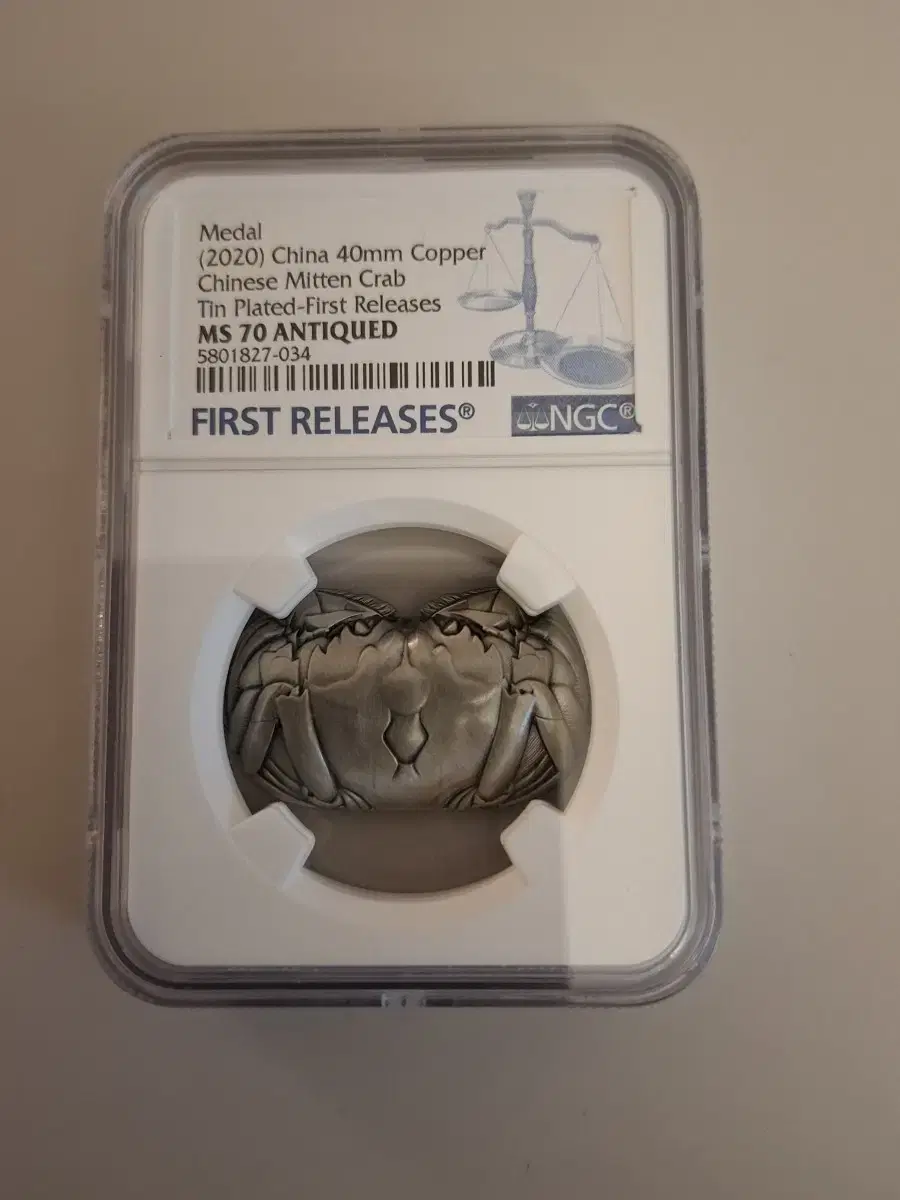 Medal
(2020) China 40mm Copper
Chinese Mitten Crab
Tin Plated-First Releases
MS 70 ANTIQUED
5801827-034
FIRST RELEASES®
NGC®